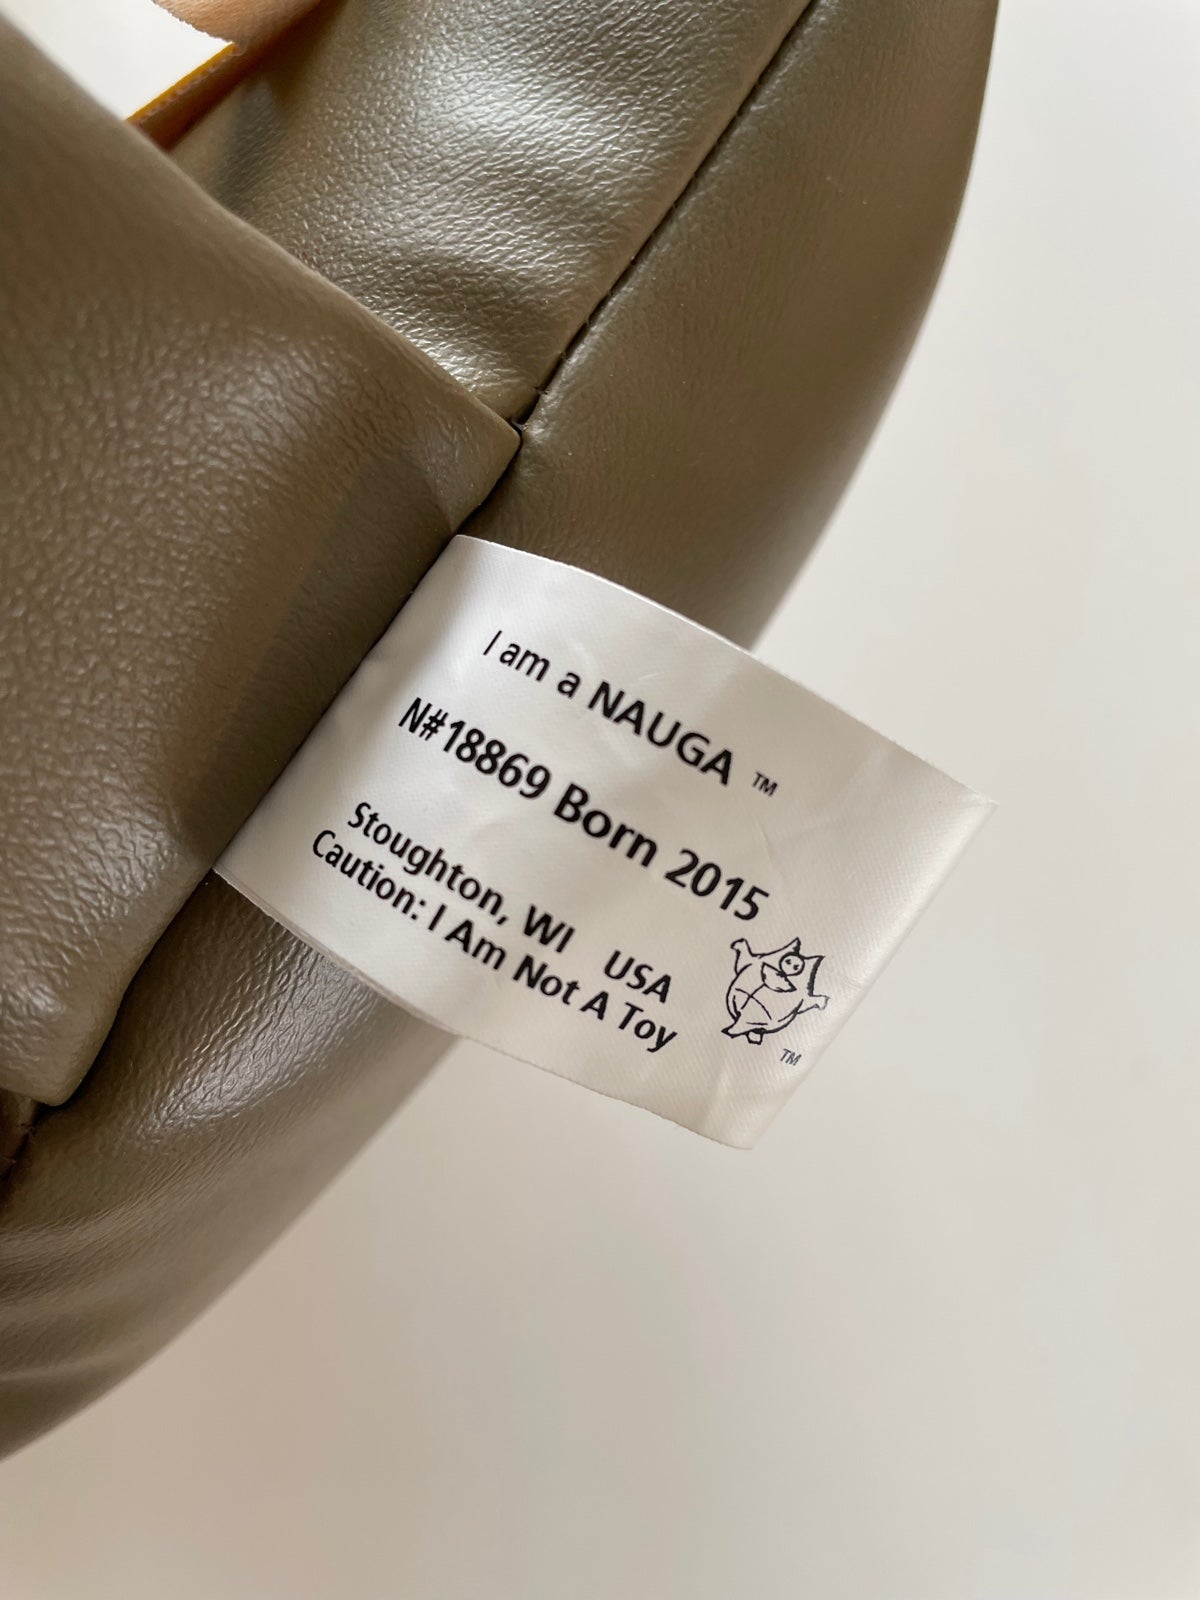 I am a NAUGA ™
N#18869 Born 2015
Stoughton, WI USA
Caution: I Am Not A Toy
TM